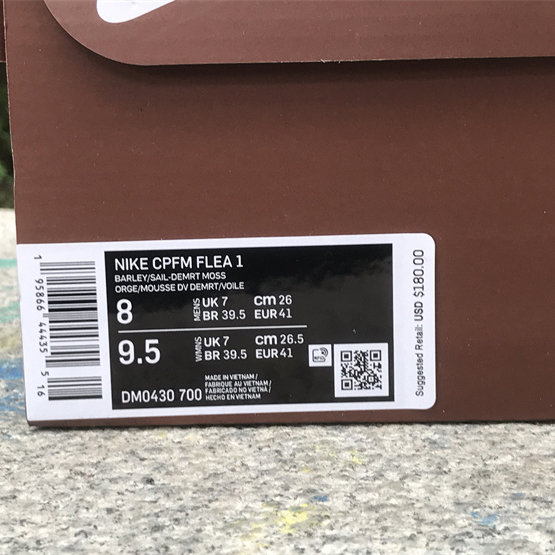 NIKE CPFM FLEA 1
BARLEY/SAIL-DEMRT MOSS
ORGE/MOUSSE DV DEMRT/VOILE
8 MENS UK 7 cm 26
BR 39.5 EUR 41
9.5 WMNS UK 7 cm 26.5
BR 39.5 EUR 41
MADE IN VIETNAM/
FABRIQUE AU VIETNAM/
FABRICADO NO VIETNA/
HECHO EN VIETNAM
DM0430 700
1 95866 44435 5 16
Suggested Retail: USD $180.00